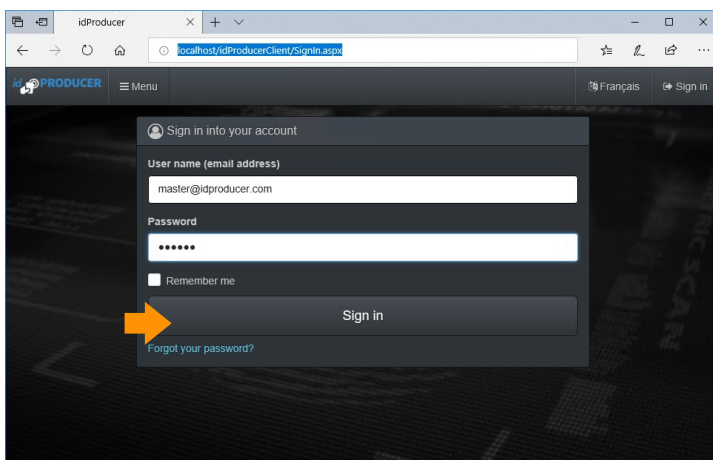 idProducer
localhost/idProducerClient/SignIn.aspx
id PRODUCER Menu Français Sign in
Sign in into your account
User name (email address)
master@idproducer.com
Password
••••••
Remember me
Sign in
Forgot your password?